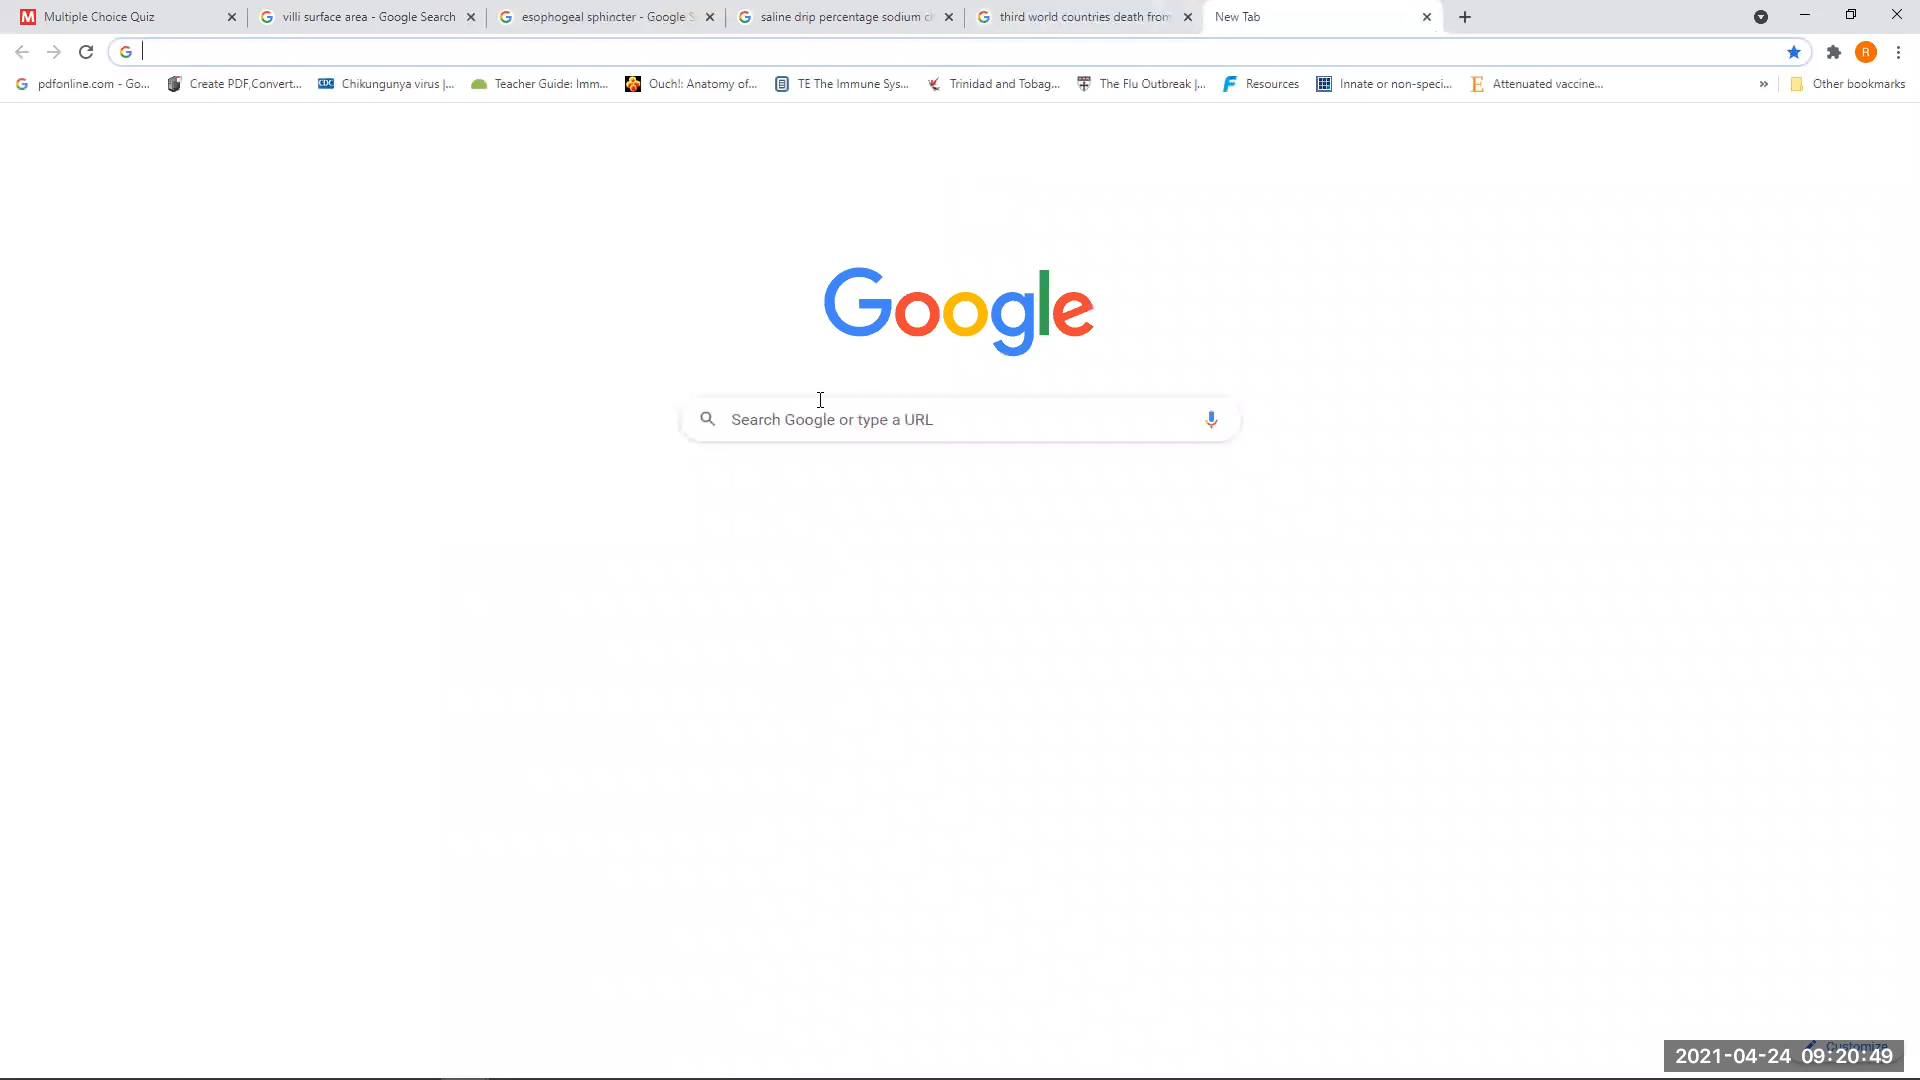 Multiple Choice Quiz
villi surface area - Google Search
esophogeal sphincter - Google S
saline drip percentage sodium c
third world countries death from
New Tab
R
pdfonline.com - Go...
Create PDF,Convert...
CDC Chikungunya virus |...
Teacher Guide: Imm...
Ouch!: Anatomy of...
TE The Immune Sys...
Trinidad and Tobag...
The Flu Outbreak |...
Resources
Innate or non-speci...
Attenuated vaccine...
»
Other bookmarks
Google
Search Google or type a URL
Customize
2021-04-24 09:20:49